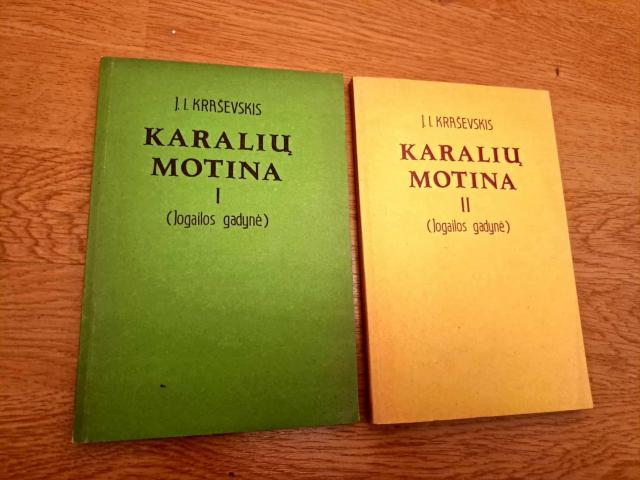 J. I. KRAŠEVSKIS
KARALIŲ
MOTINA
I
(Jogailos gadynė)
J. I. KRAŠEVSKIS
KARALIŲ
MOTINA
II
(Jogailos gadynė)